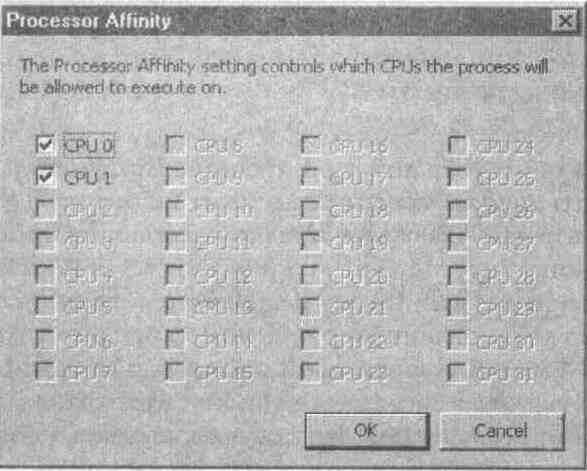 Processor Affinity
The Processor Affinity setting controls which CPUs the process will
be allowed to execute on.
CPU 0 CPU 8 CPU 16 CPU 24
CPU 1 CPU 9 CPU 17 CPU 25
CPU 2 CPU 10 CPU 18 CPU 26
CPU 3 CPU 11 CPU 19 CPU 27
CPU 4 CPU 12 CPU 20 CPU 28
CPU 5 CPU 13 CPU 21 CPU 29
CPU 6 CPU 14 CPU 22 CPU 30
CPU 7 CPU 15 CPU 23 CPU 31
OK Cancel